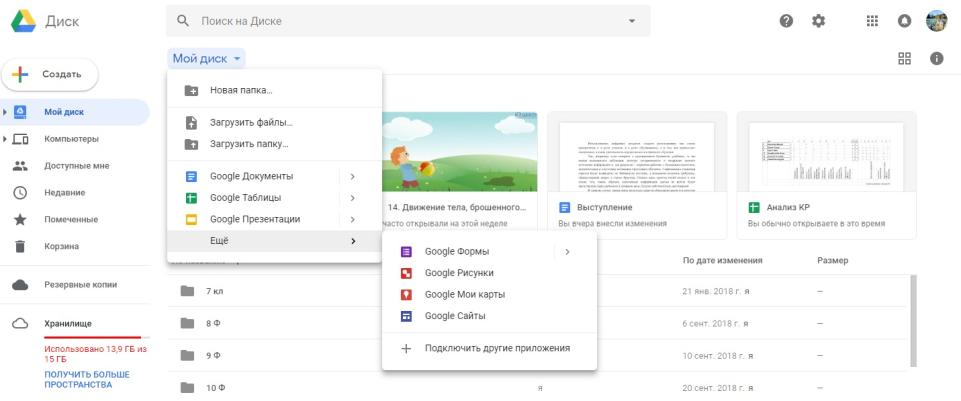 Диск
Поиск на Диске
Мой диск
Создать
Мой диск
Компьютеры
Доступные мне
Недавние
Помеченные
Корзина
Резервные копии
Хранилище
Использовано 13,9 ГБ из
15 ГБ
КУПИТЬ БОЛЬШЕ
ПРОСТРАНСТВА
Новая папка...
Загрузить файлы...
Загрузить папку...
Google Документы
Google Таблицы
Google Презентации
Ещё
Google Формы
Google Рисунки
Google Мои карты
Google Сайты
Подключить другие приложения
14. Движение тела, брошенного...
часто открывали на этой неделе
Выступление
Вы вчера внесли изменения
Анализ КР
Вы обычно открываете в это время
По дате изменения
Размер
7 кл
21 янв. 2018 г. я
–
8 Ф
6 сент. 2018 г. я
–
9 Ф
10 сент. 2018 г. я
–
10 Ф
я
20 сент. 2018 г. я
–